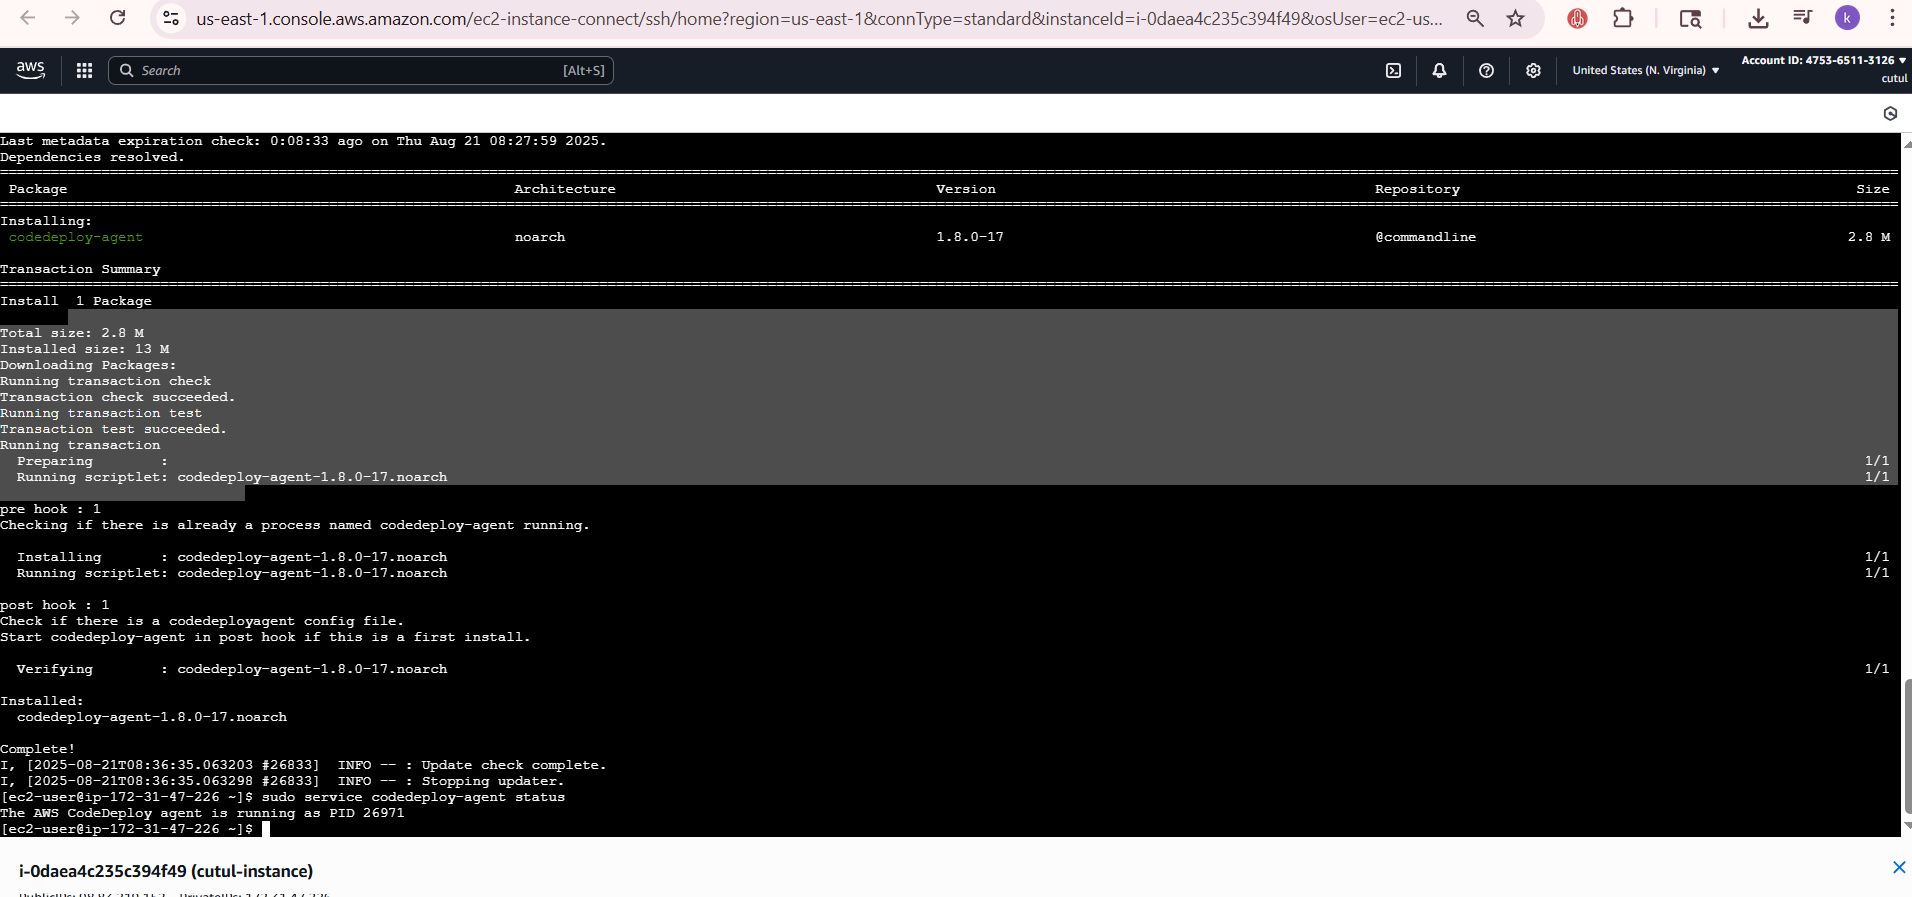 us-east-1.console.aws.amazon.com/ec2-instance-connect/ssh/home?region=us-east-1&connType=standard&instanceId=i-0daea4c235c394f49&osUser=ec2-us...
k
aws
Search
[Alt+S]
United States (N. Virginia)
Account ID: 4753-6511-3126
cutul
Last metadata expiration check: 0:08:33 ago on Thu Aug 21 08:27:59 2025.
Dependencies resolved.
Package Architecture Version Repository Size
Installing:
codedeploy-agent noarch 1.8.0-17 @commandline 2.8 M
Transaction Summary
Install 1 Package
Total size: 2.8 M
Installed size: 13 M
Downloading Packages:
Running transaction check
Transaction check succeeded.
Running transaction test
Transaction test succeeded.
Running transaction
Preparing : 1/1
Running scriptlet: codedeploy-agent-1.8.0-17.noarch 1/1
pre hook : 1
Checking if there is already a process named codedeploy-agent running.
Installing : codedeploy-agent-1.8.0-17.noarch 1/1
Running scriptlet: codedeploy-agent-1.8.0-17.noarch 1/1
post hook : 1
Check if there is a codedeployagent config file.
Start codedeploy-agent in post hook if this is a first install.
Verifying : codedeploy-agent-1.8.0-17.noarch 1/1
Installed:
codedeploy-agent-1.8.0-17.noarch
Complete!
I, [2025-08-21T08:36:35.063203 #26833] INFO -- : Update check complete.
I, [2025-08-21T08:36:35.063298 #26833] INFO -- : Stopping updater.
[ec2-user@ip-172-31-47-226 ~]$ sudo service codedeploy-agent status
The AWS CodeDeploy agent is running as PID 26971
[ec2-user@ip-172-31-47-226 ~]$
i-0daea4c235c394f49 (cutul-instance)